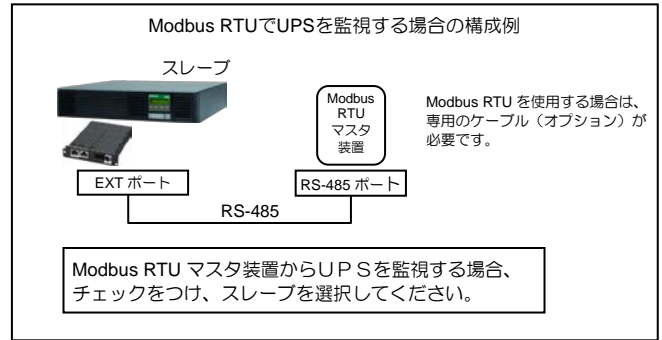 Modbus RTUでUPSを監視する場合の構成例
スレーブ
Modbus
RTU
マスタ
装置
Modbus RTU を使用する場合は、
専用のケーブル（オプション）が
必要です。
EXT ポート
RS-485 ポート
RS-485
Modbus RTU マスタ装置からＵＰＳを監視する場合、
チェックをつけ、スレーブを選択してください。